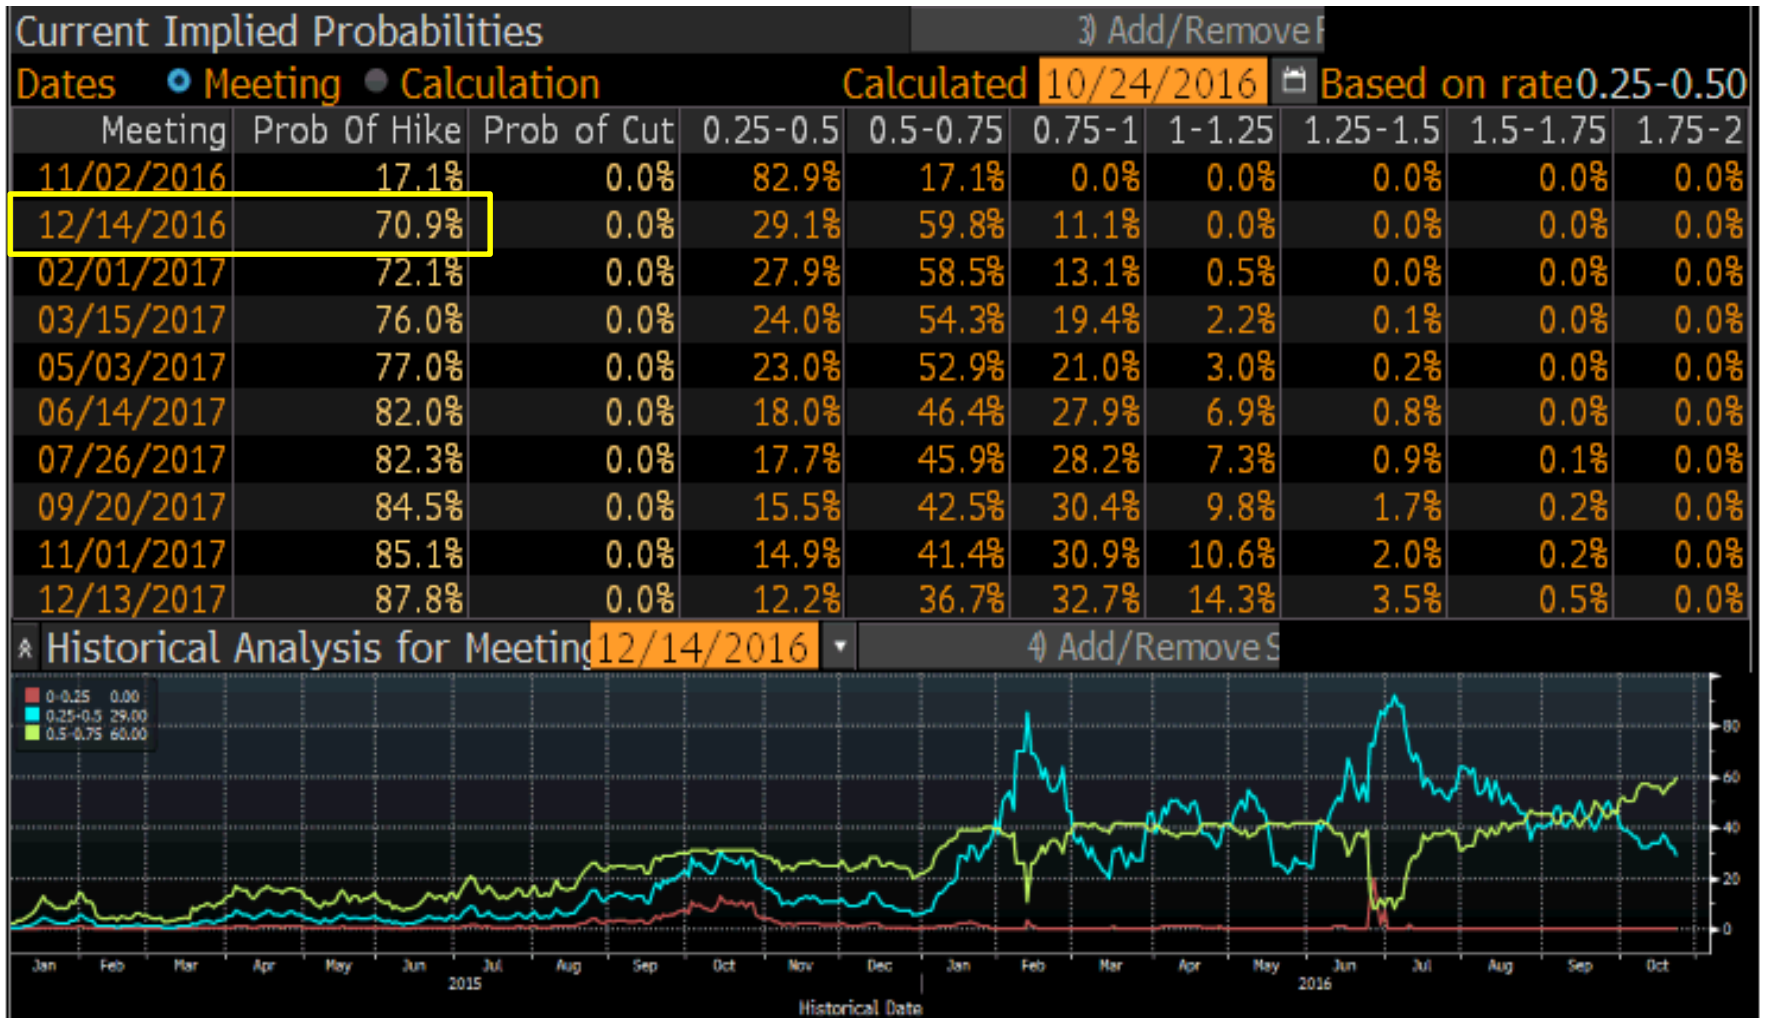 Current Implied Probabilities 3) Add/Remove
Dates Meeting Calculation Calculated 10/24/2016 Based on rate 0.25-0.50
Meeting Prob Of Hike Prob of Cut 0.25-0.5 0.5-0.75 0.75-1 1-1.25 1.25-1.5 1.5-1.75 1.75-2
11/02/2016 17.1% 0.0% 82.9% 17.1% 0.0% 0.0% 0.0% 0.0% 0.0%
12/14/2016 70.9% 0.0% 29.1% 59.8% 11.1% 0.0% 0.0% 0.0% 0.0%
02/01/2017 72.1% 0.0% 27.9% 58.5% 13.1% 0.5% 0.0% 0.0% 0.0%
03/15/2017 76.0% 0.0% 24.0% 54.3% 19.4% 2.2% 0.1% 0.0% 0.0%
05/03/2017 77.0% 0.0% 23.0% 52.9% 21.0% 3.0% 0.2% 0.0% 0.0%
06/14/2017 82.0% 0.0% 18.0% 46.4% 27.9% 6.9% 0.8% 0.0% 0.0%
07/26/2017 82.3% 0.0% 17.7% 45.9% 28.2% 7.3% 0.9% 0.1% 0.0%
09/20/2017 84.5% 0.0% 15.5% 42.5% 30.4% 9.8% 1.7% 0.2% 0.0%
11/01/2017 85.1% 0.0% 14.9% 41.4% 30.9% 10.6% 2.0% 0.2% 0.0%
12/13/2017 87.8% 0.0% 12.2% 36.7% 32.7% 14.3% 3.5% 0.5% 0.0%
Historical Analysis for Meeting 12/14/2016 4) Add/Remove S
0-0.25 0.00
0.25-0.5 29.00
0.5-0.75 60.00
80
60
40
20
0
Jan Feb Mar Apr May Jun Jul Aug Sep Oct Nov Dec Jan Feb Mar Apr May Jun Jul Aug Sep Oct
2015 2016
Historical Date